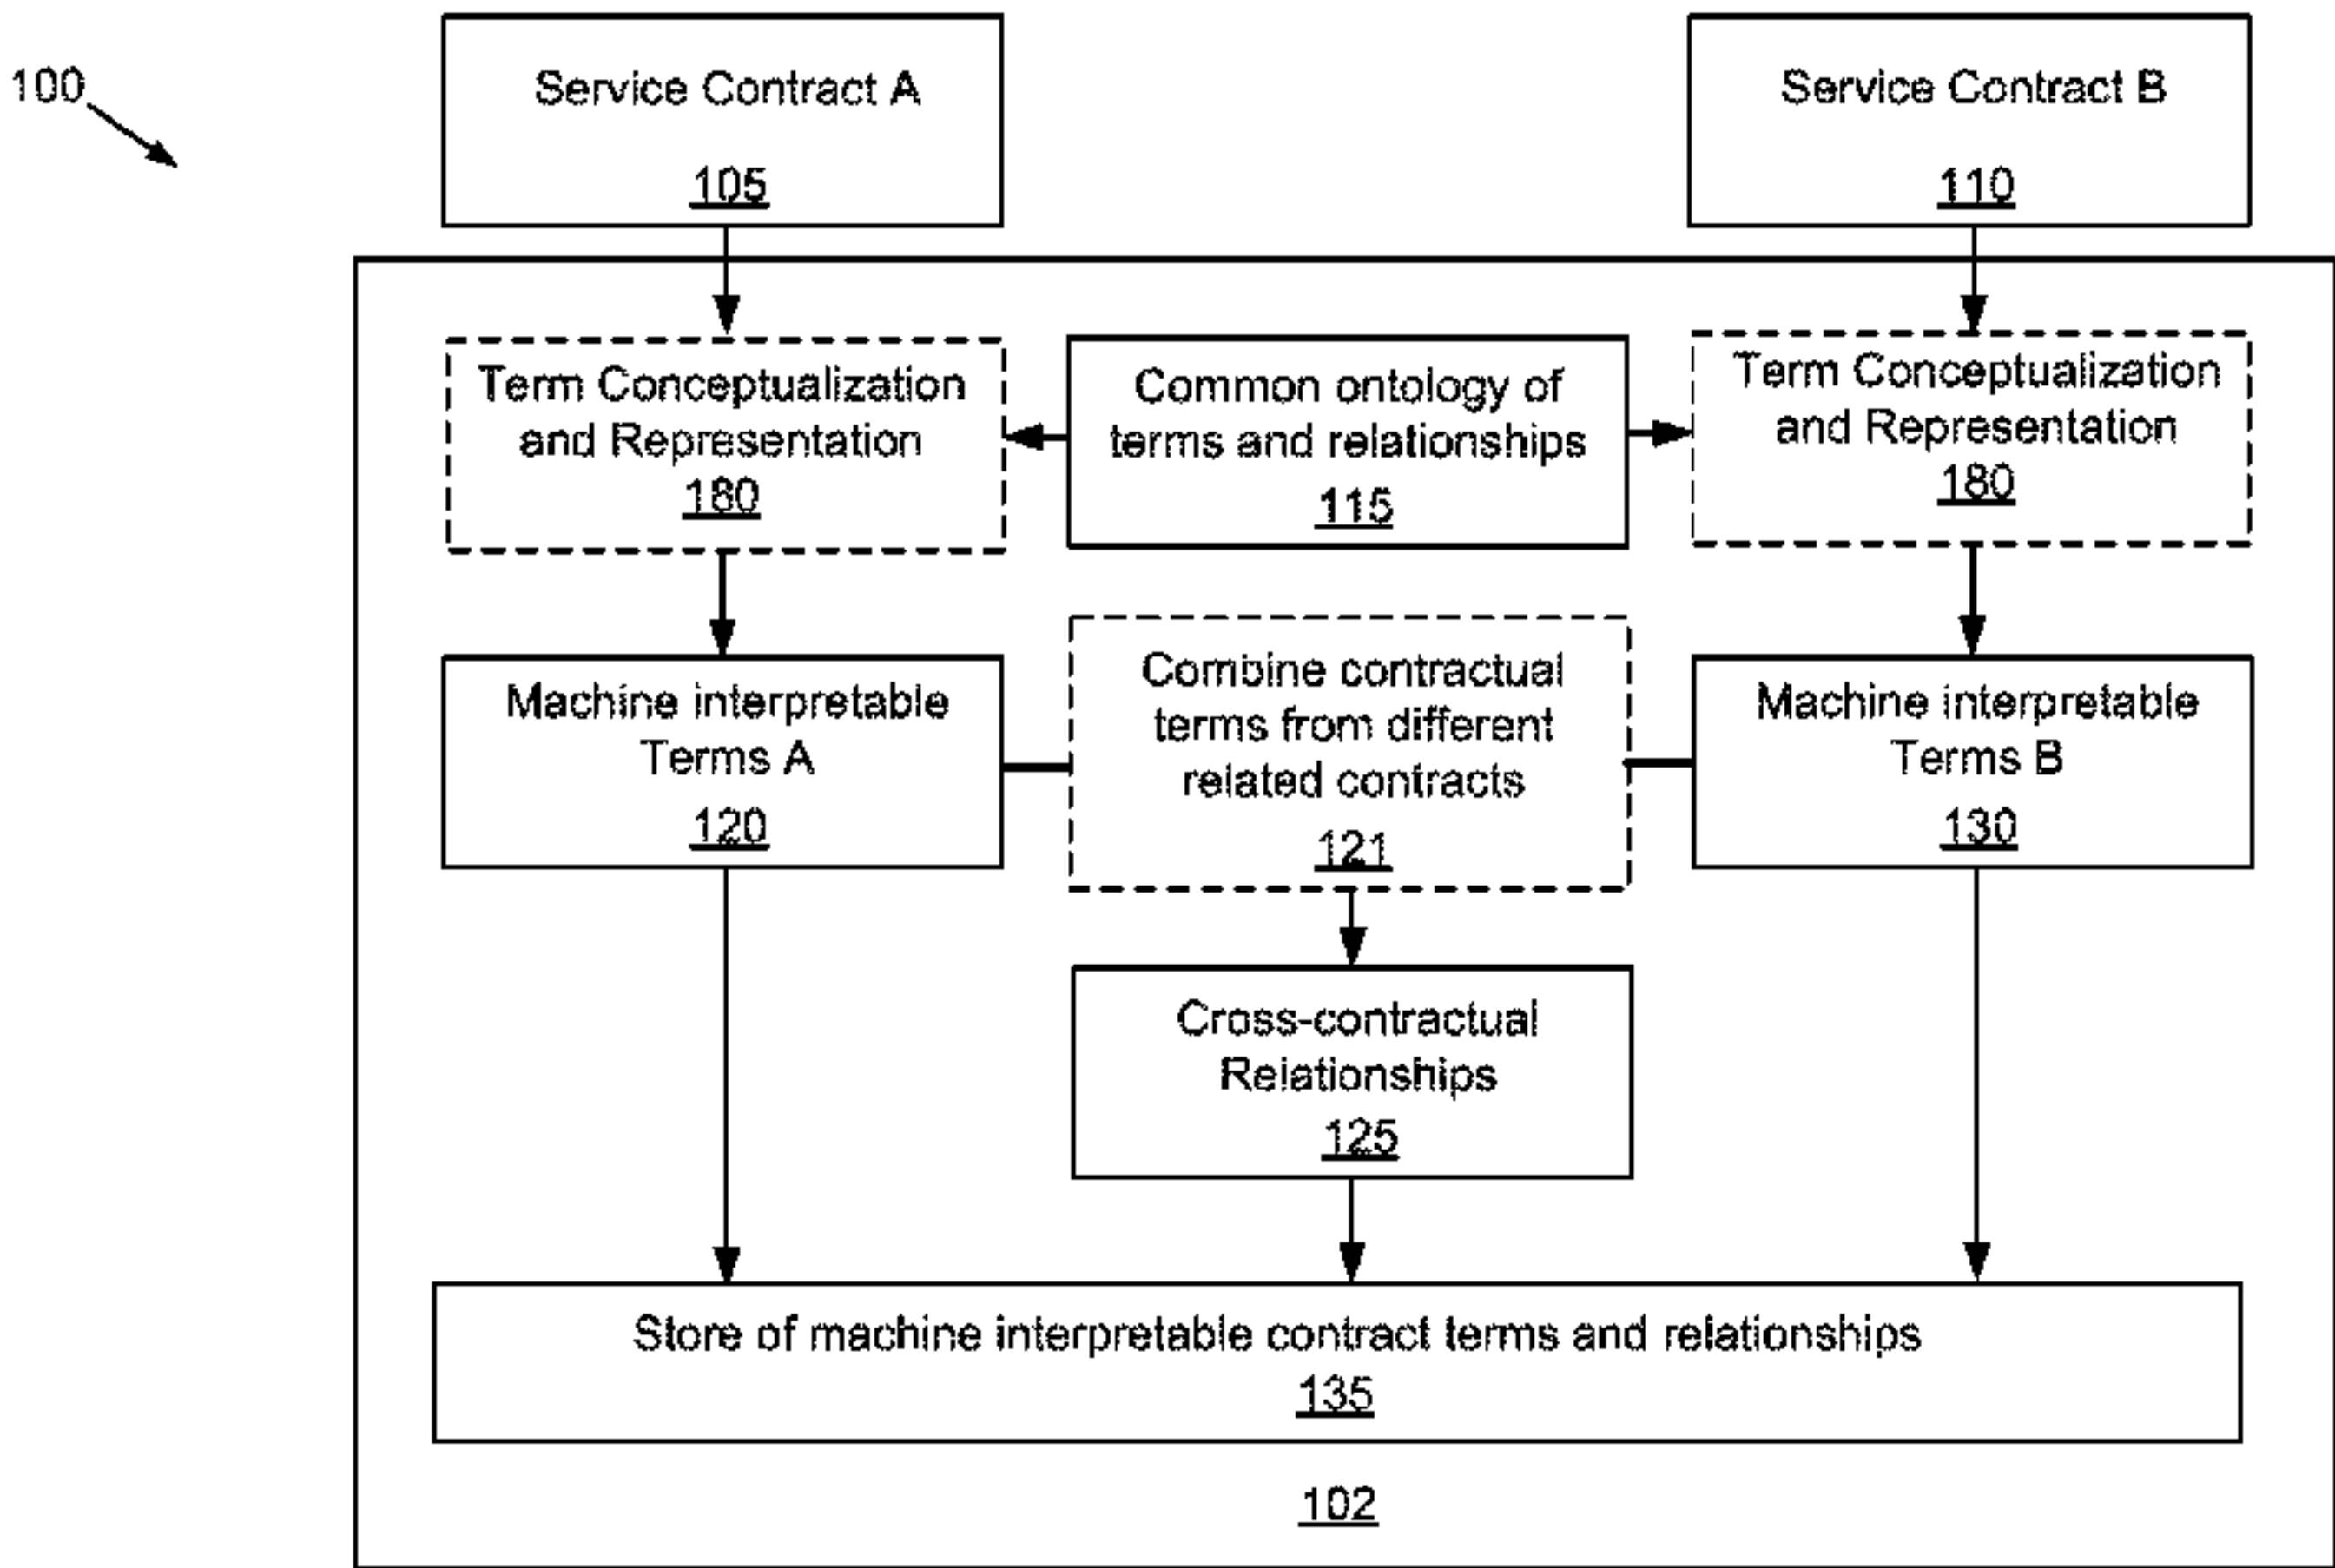 100
Service Contract A
105
Service Contract B
110
Term Conceptualization
and Representation
180
Common ontology of
terms and relationships
115
Term Conceptualization
and Representation
180
Machine interpretable
Terms A
120
Combine contractual
terms from different
related contracts
121
Machine interpretable
Terms B
130
Cross-contractual
Relationships
125
Store of machine interpretable contract terms and relationships
135
102